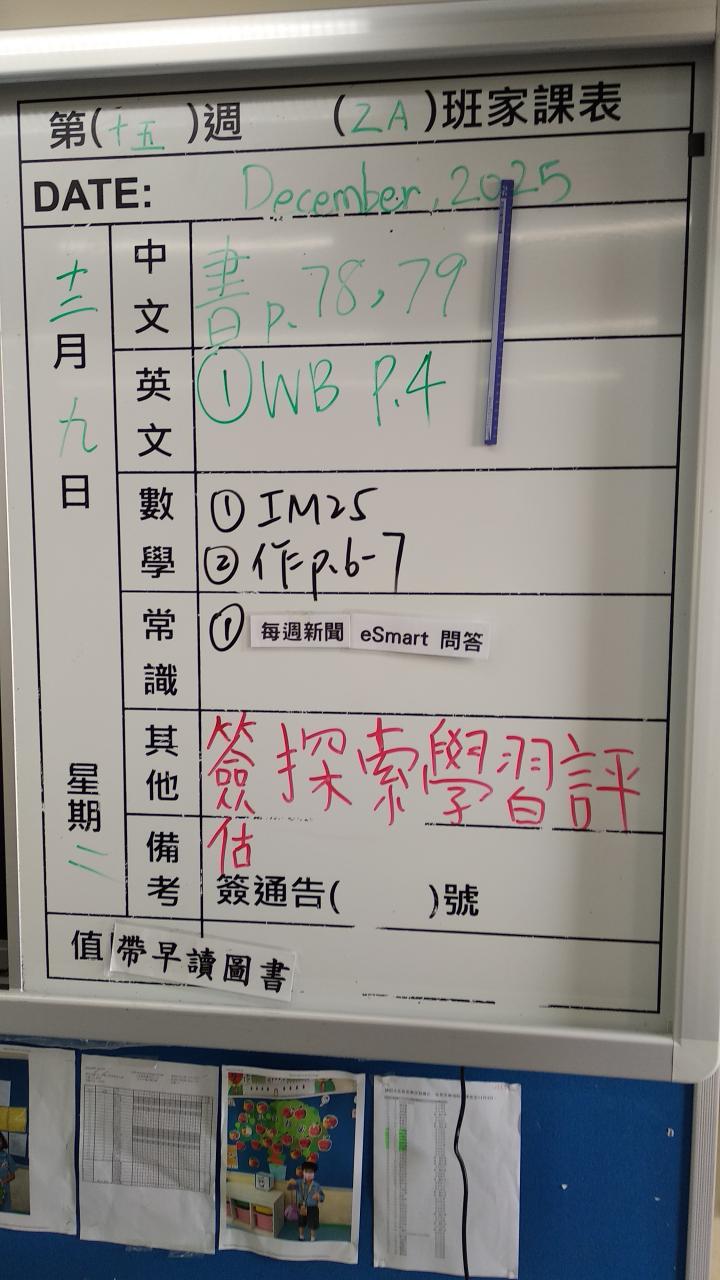 第(十五)週 (2A)班家課表
DATE: December, 2025
十二月九日 星期二
中文 書 p. 78, 79
英文 ① WB P.4
數學 ① IM25
② 作 p.6-7
常識 ① 每週新聞 eSmart 問答
其他 簽探索學習評
估
備考 簽通告( )號
值 帶早讀圖書